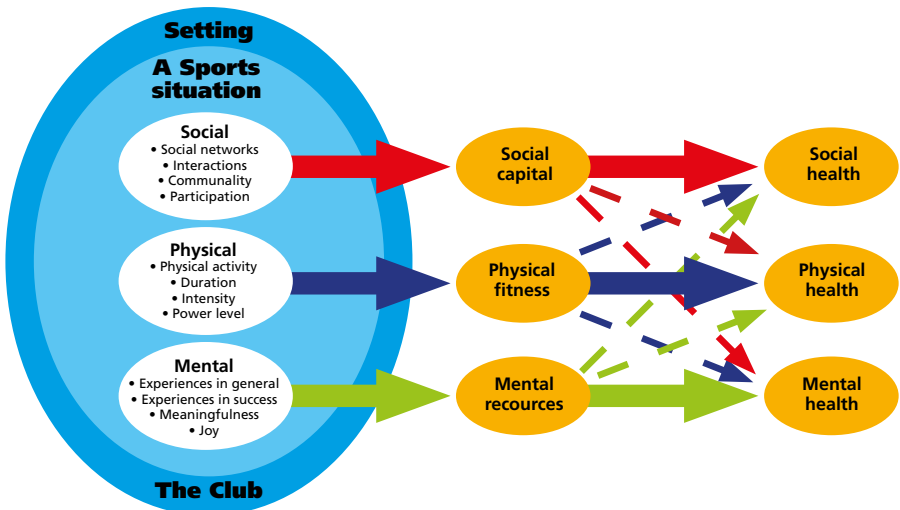 Setting
A Sports
situation
Social
• Social networks
• Interactions
• Communality
• Participation
Physical
• Physical activity
• Duration
• Intensity
• Power level
Mental
• Experiences in general
• Experiences in success
• Meaningfulness
• Joy
The Club
Social
capital
Physical
fitness
Mental
recources
Social
health
Physical
health
Mental
health